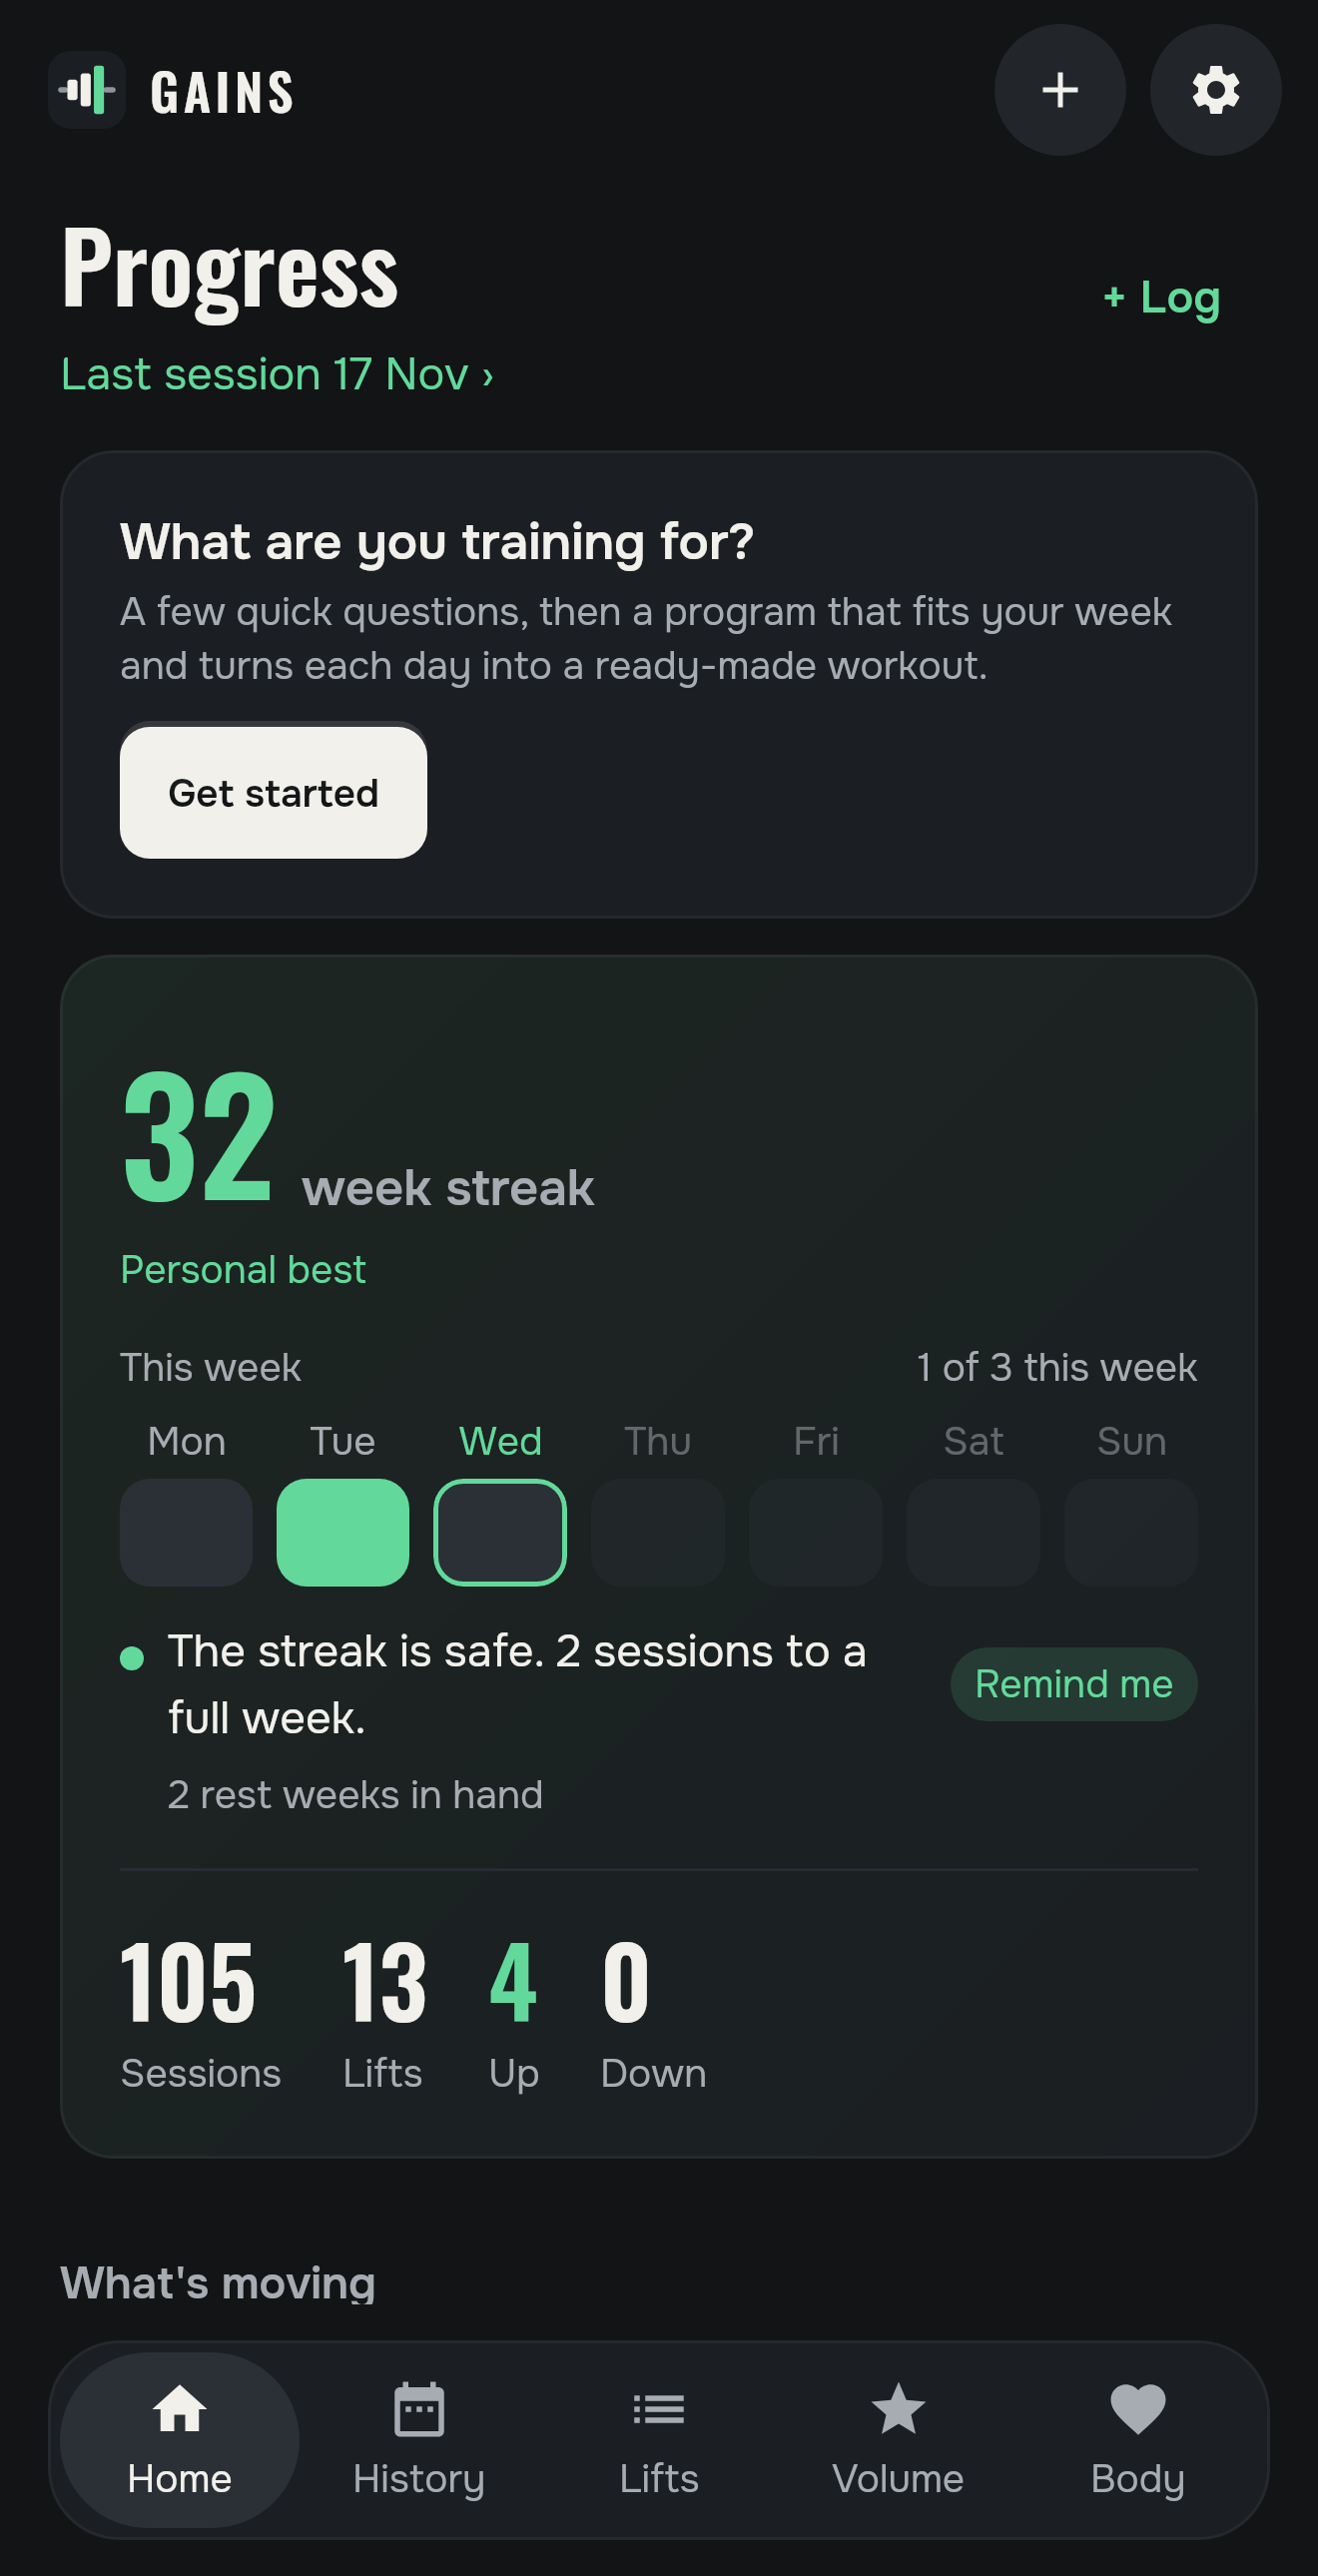 GAINS
Progress
+ Log
Last session 17 Nov ›
What are you training for?
A few quick questions, then a program that fits your week
and turns each day into a ready-made workout.
Get started
32 week streak
Personal best
This week
1 of 3 this week
Mon Tue Wed Thu Fri Sat Sun
The streak is safe. 2 sessions to a
full week.
Remind me
2 rest weeks in hand
105 13 4 0
Sessions Lifts Up Down
What's moving
Home History Lifts Volume Body